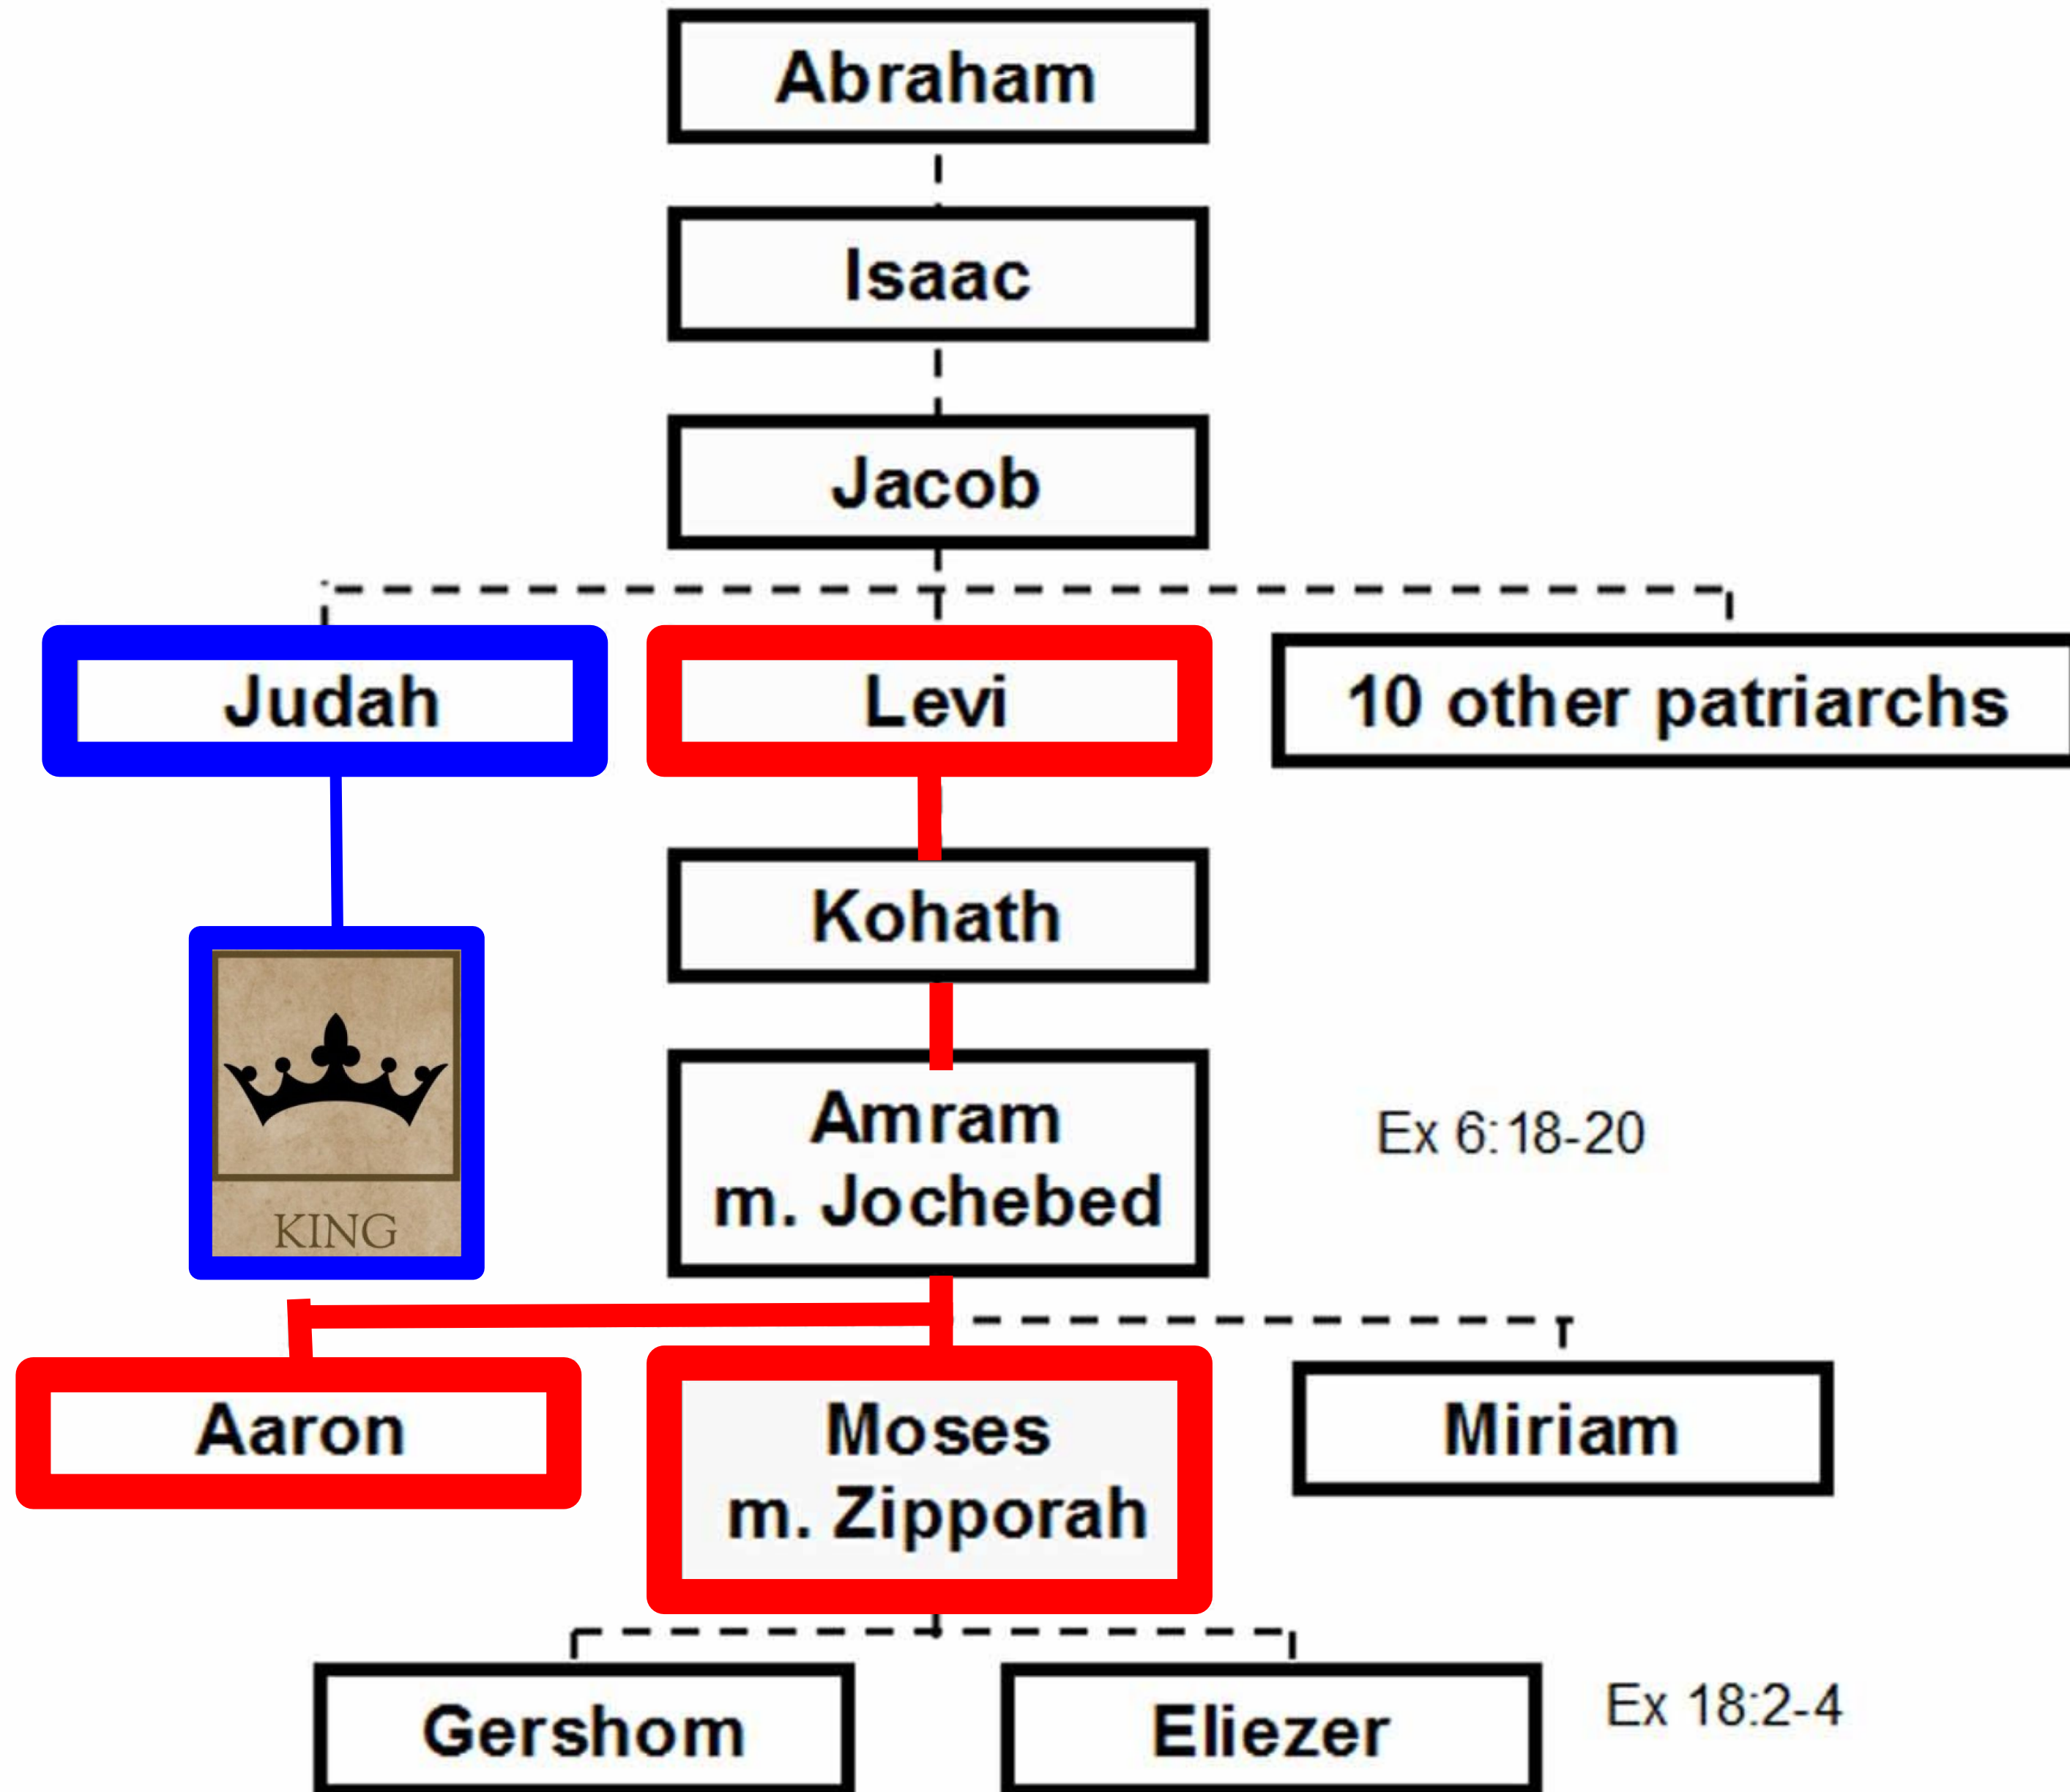 Abraham
Isaac
Jacob
Judah
Levi
10 other patriarchs
Kohath
KING
Amram
m. Jochebed
Ex 6:18-20
Aaron
Moses
m. Zipporah
Miriam
Gershom
Eliezer
Ex 18:2-4